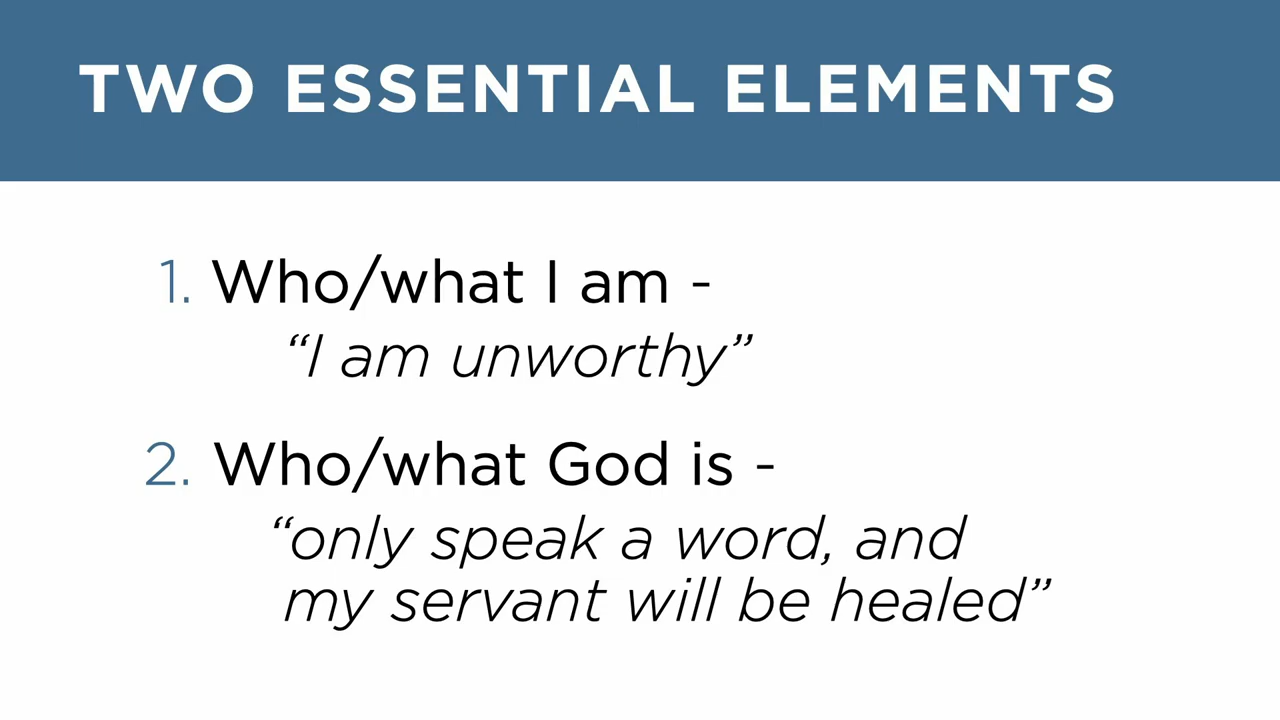 TWO ESSENTIAL ELEMENTS
1. Who/what I am -
“I am unworthy”
2. Who/what God is -
“only speak a word, and
my servant will be healed”